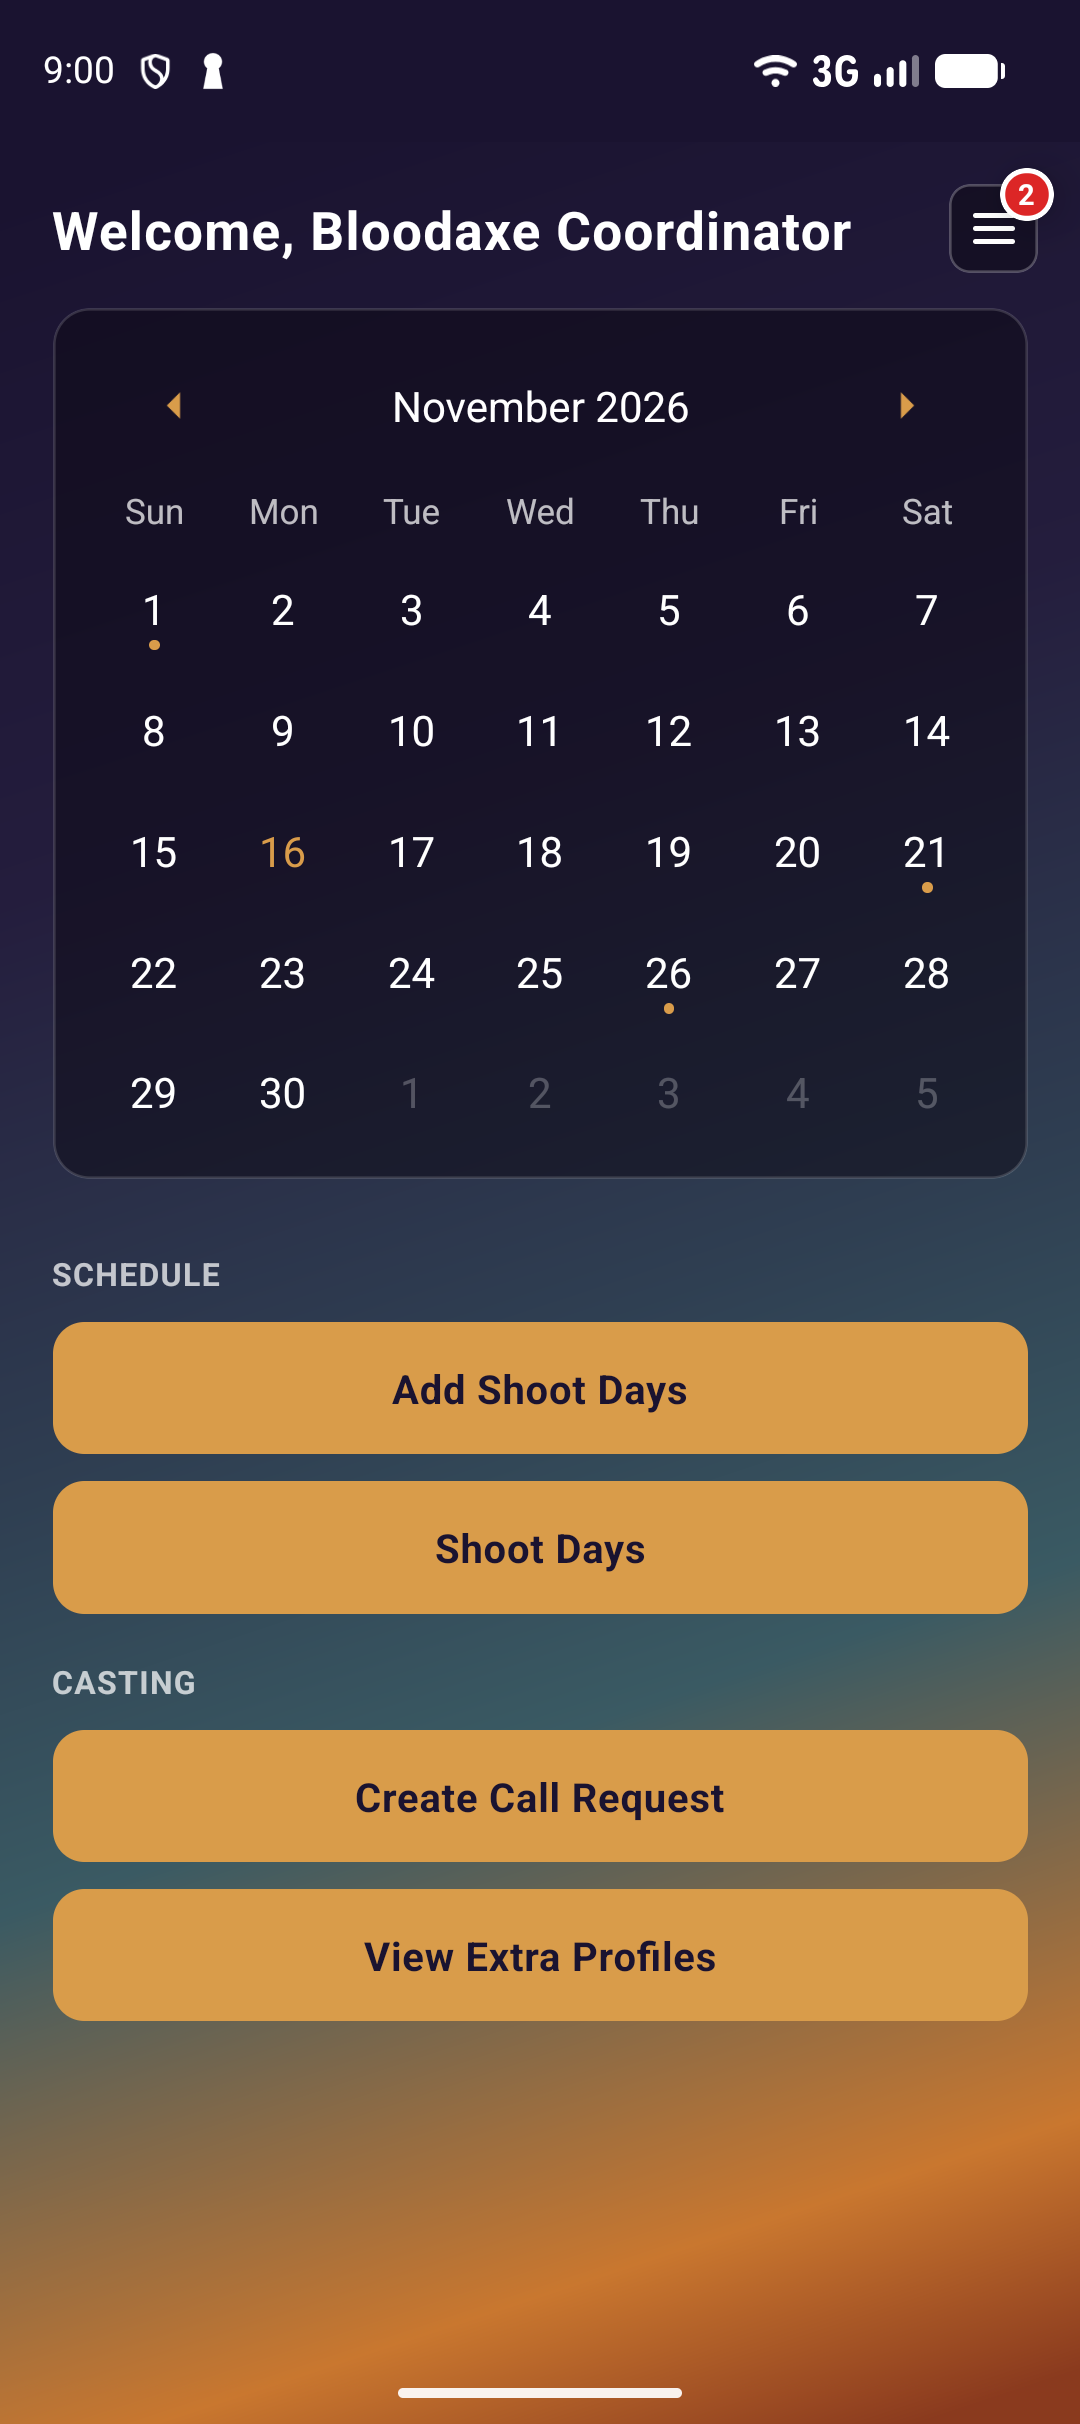 9:00 3G
2
Welcome, Bloodaxe Coordinator
November 2026
Sun Mon Tue Wed Thu Fri Sat
1 2 3 4 5 6 7
8 9 10 11 12 13 14
15 16 17 18 19 20 21
22 23 24 25 26 27 28
29 30 1 2 3 4 5
SCHEDULE
Add Shoot Days
Shoot Days
CASTING
Create Call Request
View Extra Profiles